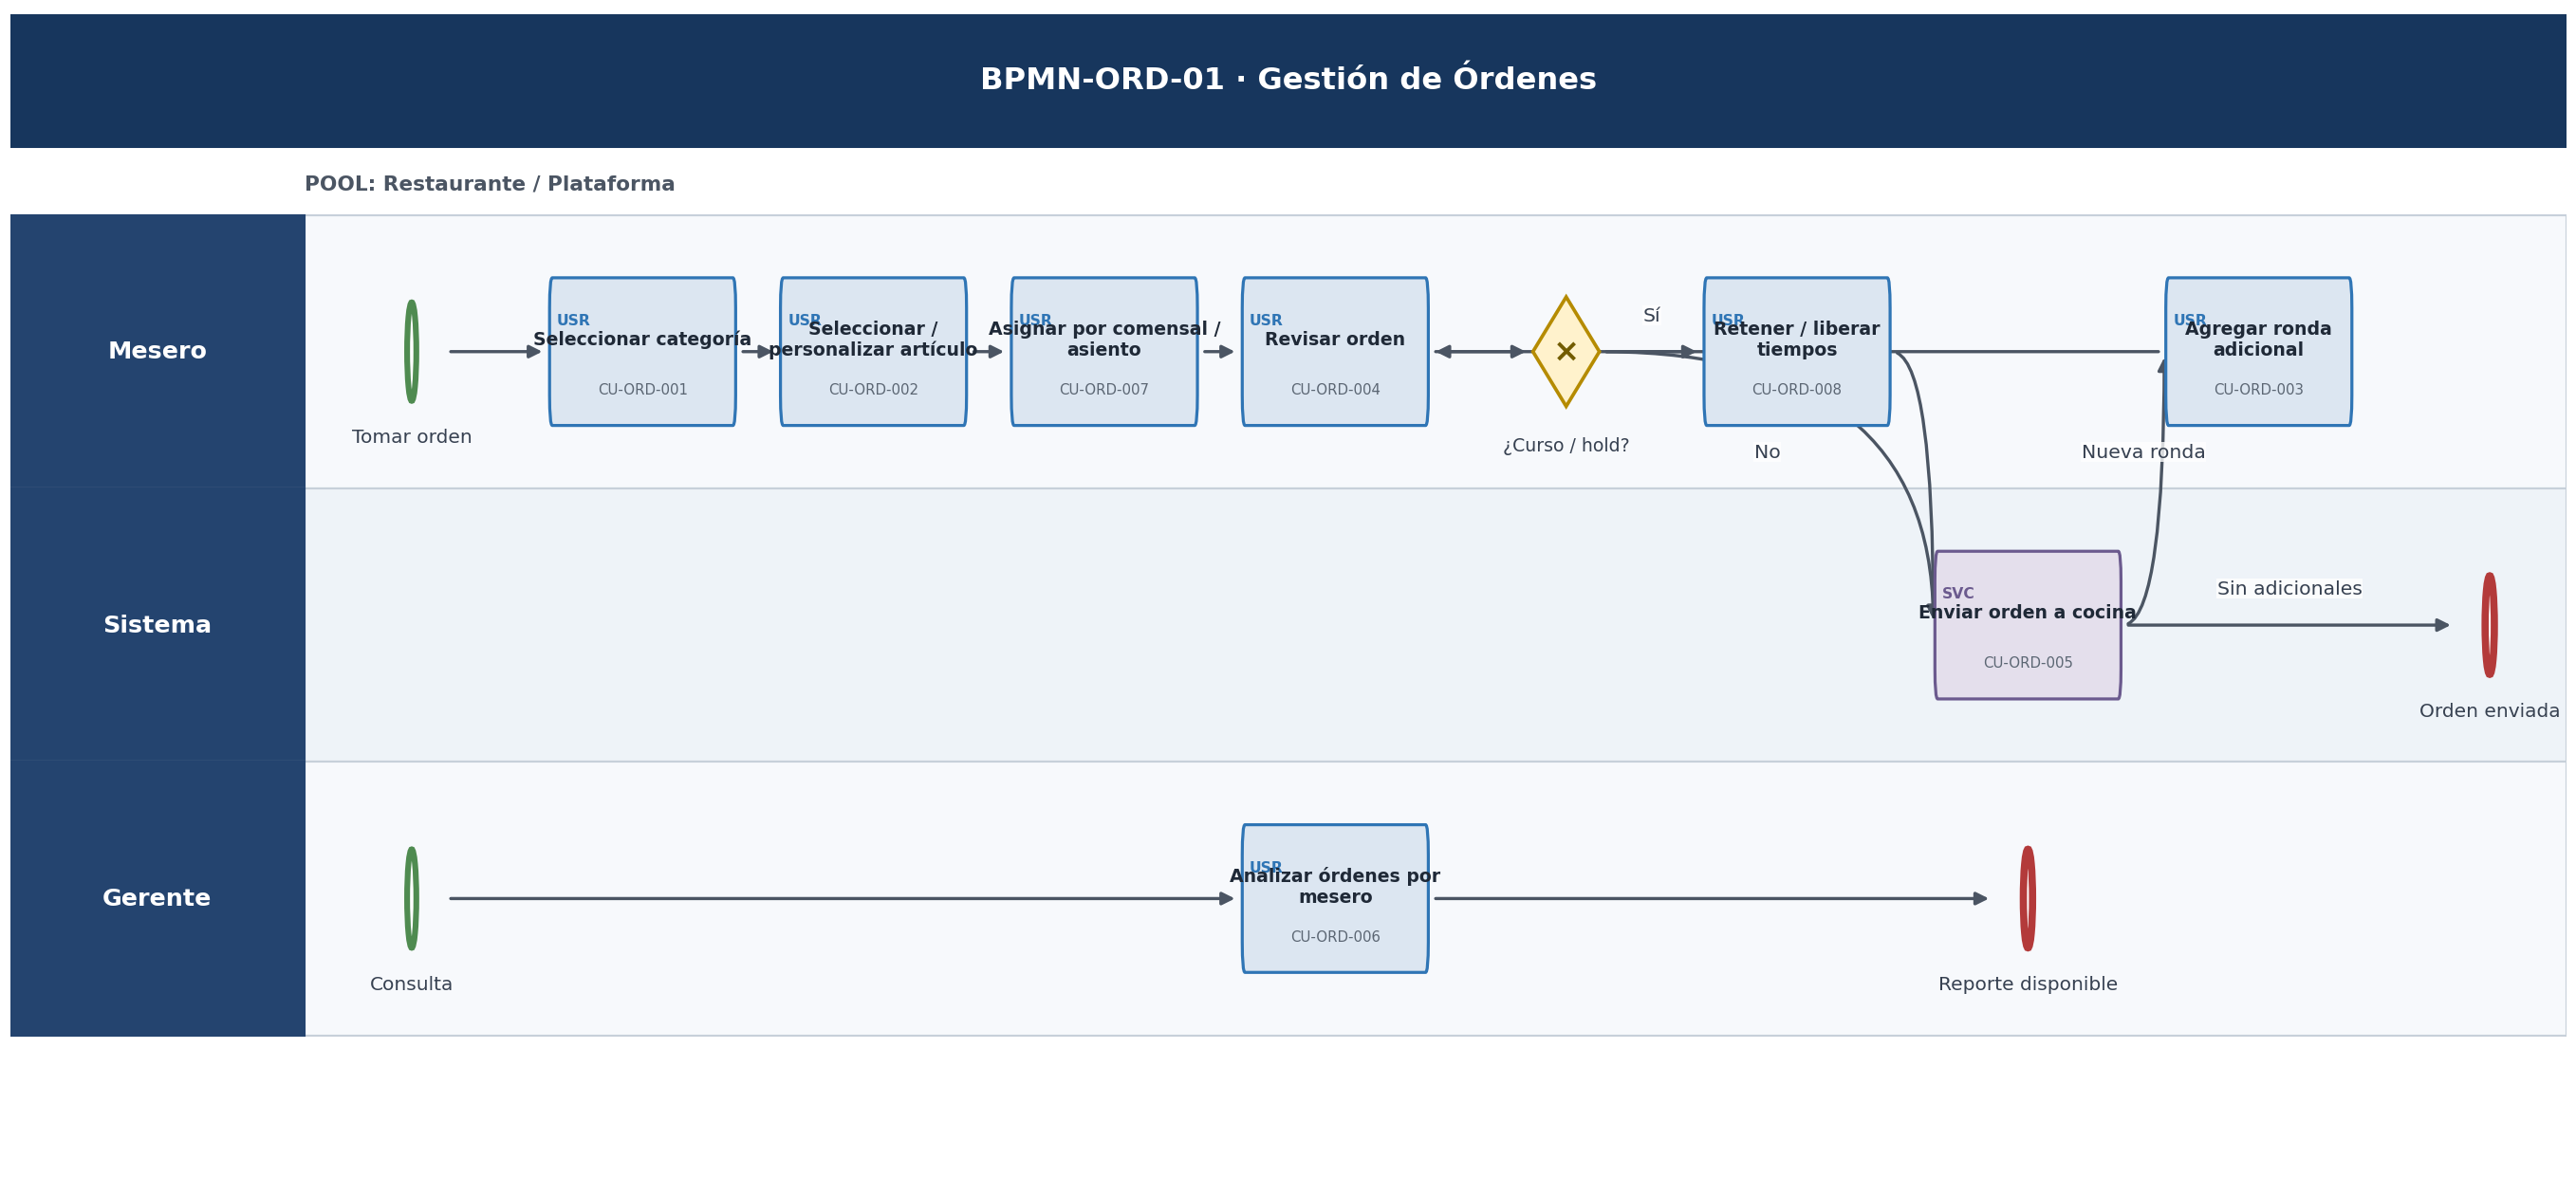 BPMN-ORD-01 · Gestión de Órdenes
POOL: Restaurante / Plataforma
Mesero
Tomar orden
USR
Seleccionar categoría
CU-ORD-001
USR
Seleccionar /
personalizar artículo
CU-ORD-002
USR
Asignar por comensal /
asiento
CU-ORD-007
USR
Revisar orden
CU-ORD-004
¿Curso / hold?
Sí
No
USR
Retener / liberar
tiempos
CU-ORD-008
Nueva ronda
USR
Agregar ronda
adicional
CU-ORD-003
Sistema
SVC
Enviar orden a cocina
CU-ORD-005
Sin adicionales
Orden enviada
Gerente
Consulta
USR
Analizar órdenes por
mesero
CU-ORD-006
Reporte disponible